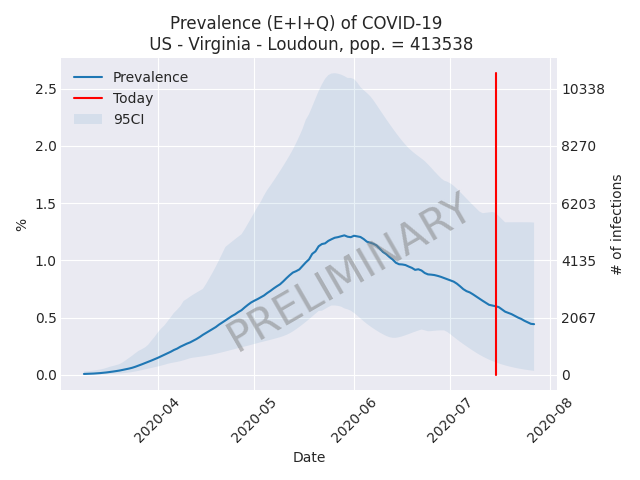 Prevalence (E+I+Q) of COVID-19
US - Virginia - Loudoun, pop. = 413538
Prevalence
Today
95CI
2.5
2.0
1.5
1.0
0.5
0.0
%
10338
8270
6203
4135
2067
0
# of infections
PRELIMINARY
2020-04
2020-05
2020-06
2020-07
2020-08
Date